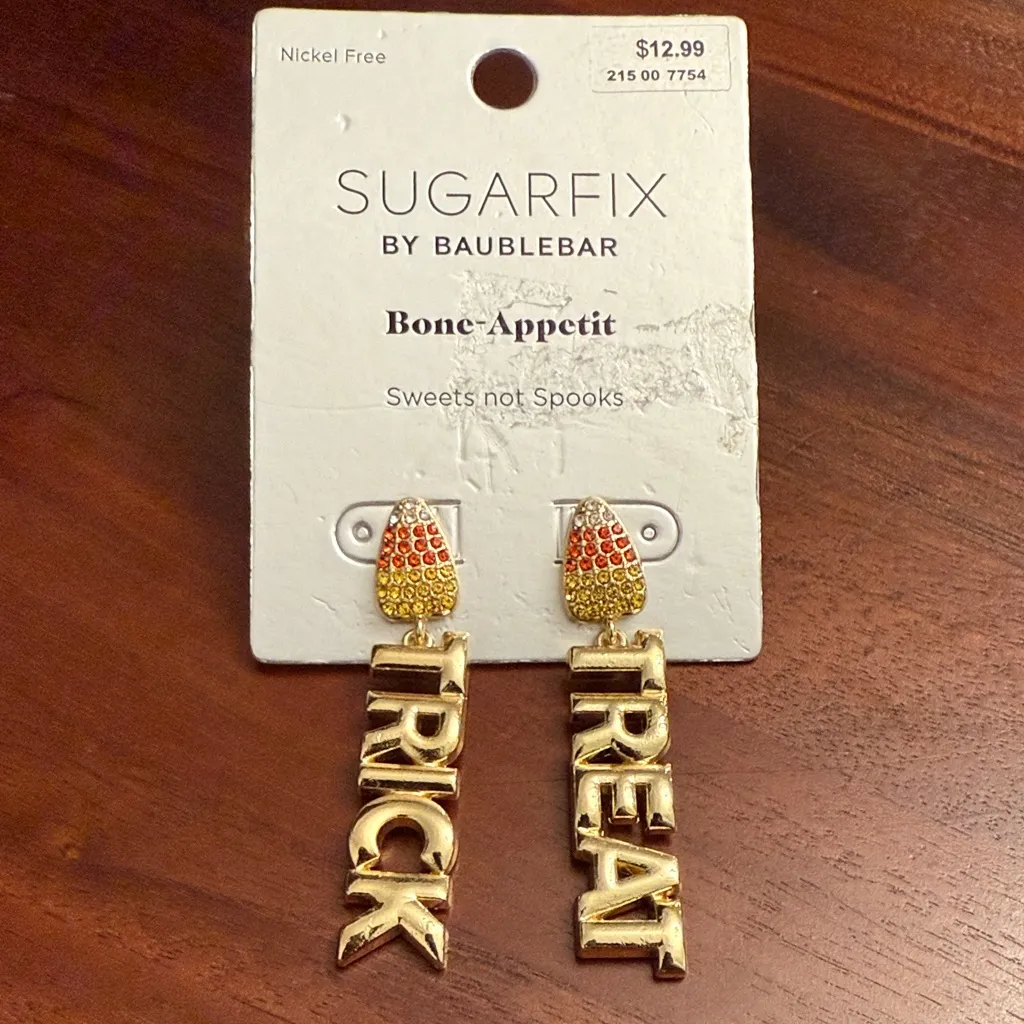 Nickel Free
$12.99
215 00 7754
SUGARFIX
BY BAUBLEBAR
Bone-Appetit
Sweets not Spooks
TRICK
TREAT